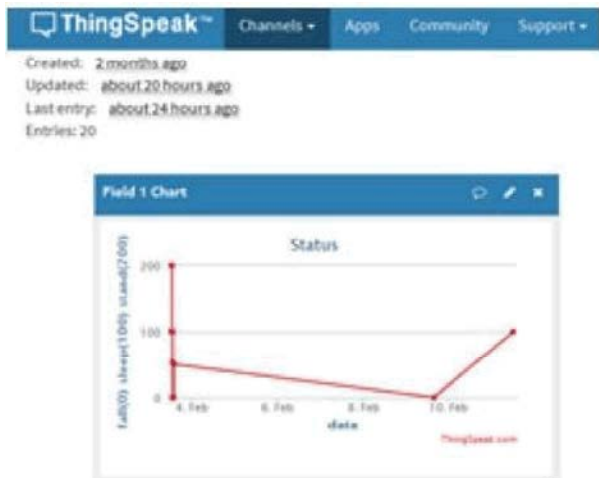 ThingSpeak™ Channels Apps Community Support
Created: 2 months ago
Updated: about 20 hours ago
Last entry: about 24 hours ago
Entries: 20
Field 1 Chart
Status
fall(0) sleep(100) stand(200)
200
100
0
4. Feb 6. Feb 8. Feb 10. Feb
date
ThingSpeak.com